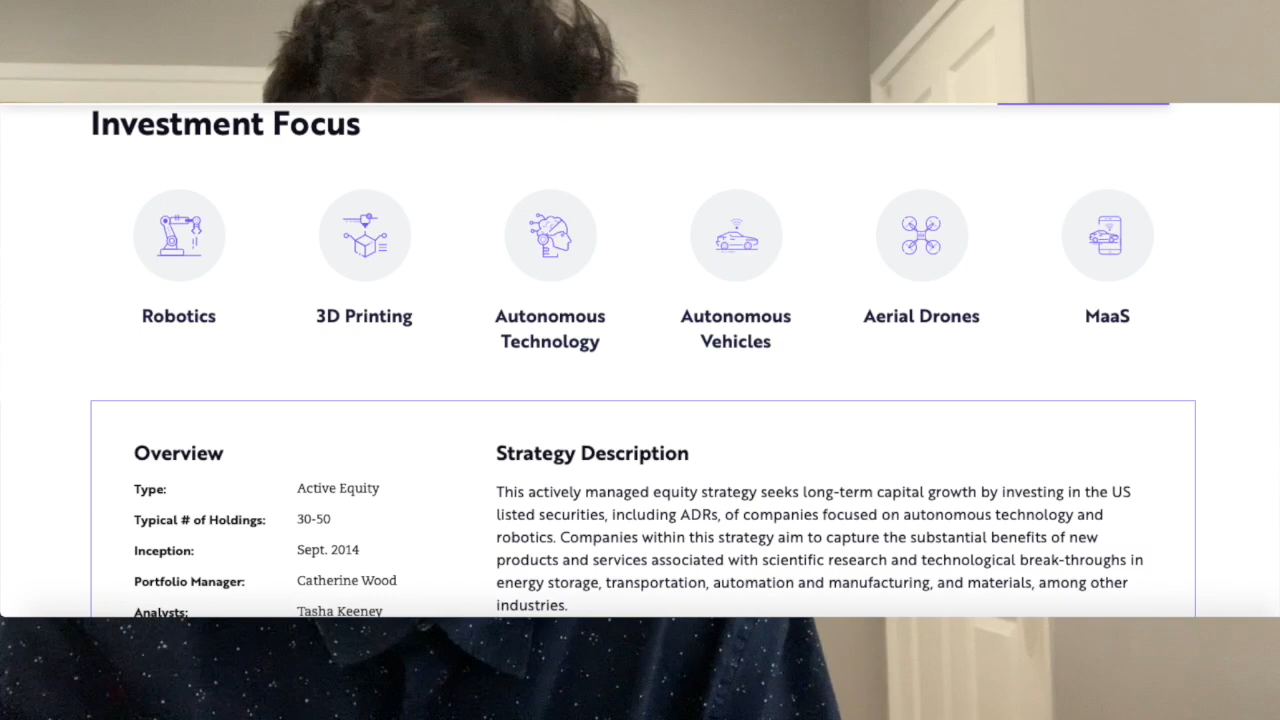 Investment Focus
Robotics
3D Printing
Autonomous
Technology
Autonomous
Vehicles
Aerial Drones
MaaS
Overview
Type: Active Equity
Typical # of Holdings: 30-50
Inception: Sept. 2014
Portfolio Manager: Catherine Wood
Analysts: Tasha Keeney
Strategy Description
This actively managed equity strategy seeks long-term capital growth by investing in the US
listed securities, including ADRs, of companies focused on autonomous technology and
robotics. Companies within this strategy aim to capture the substantial benefits of new
products and services associated with scientific research and technological break-throughs in
energy storage, transportation, automation and manufacturing, and materials, among other
industries.